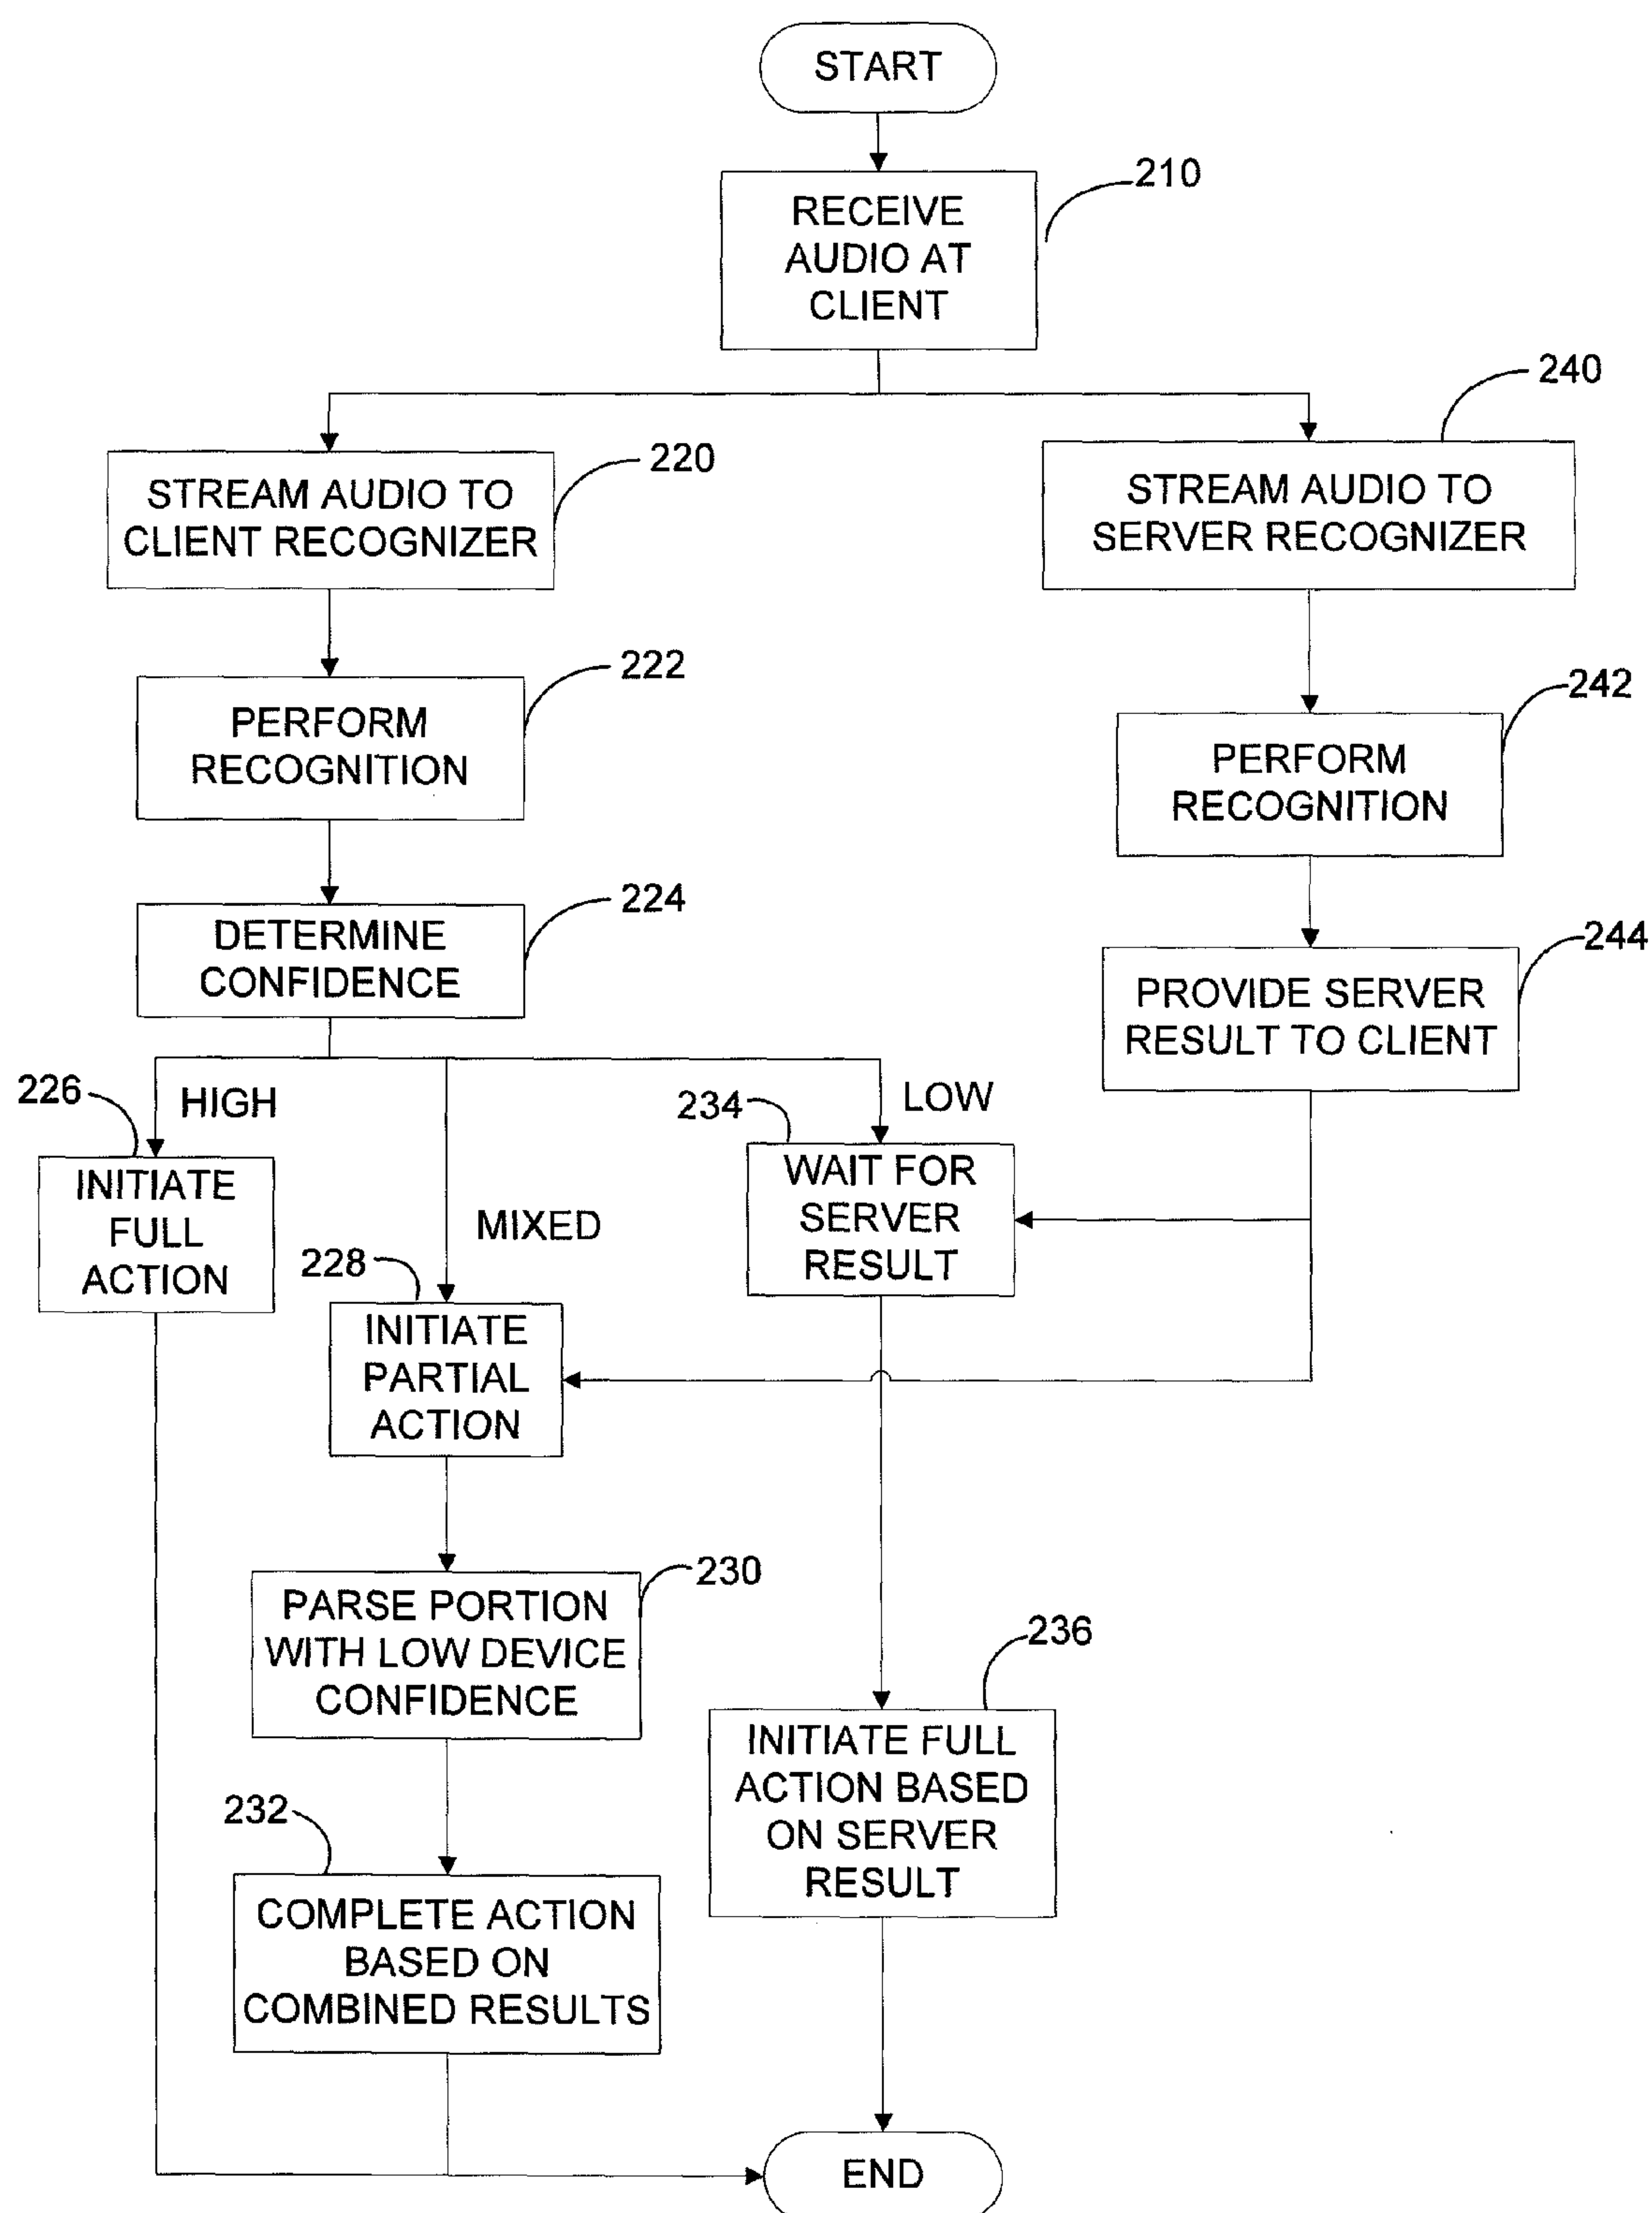 START
210
RECEIVE
AUDIO AT
CLIENT
240
220
STREAM AUDIO TO
CLIENT RECOGNIZER
STREAM AUDIO TO
SERVER RECOGNIZER
222
PERFORM
RECOGNITION
242
PERFORM
RECOGNITION
224
DETERMINE
CONFIDENCE
244
PROVIDE SERVER
RESULT TO CLIENT
226
HIGH
INITIATE
FULL
ACTION
MIXED
228
INITIATE
PARTIAL
ACTION
234
LOW
WAIT FOR
SERVER
RESULT
230
PARSE PORTION
WITH LOW DEVICE
CONFIDENCE
236
INITIATE FULL
ACTION BASED
ON SERVER
RESULT
232
COMPLETE ACTION
BASED ON
COMBINED RESULTS
END